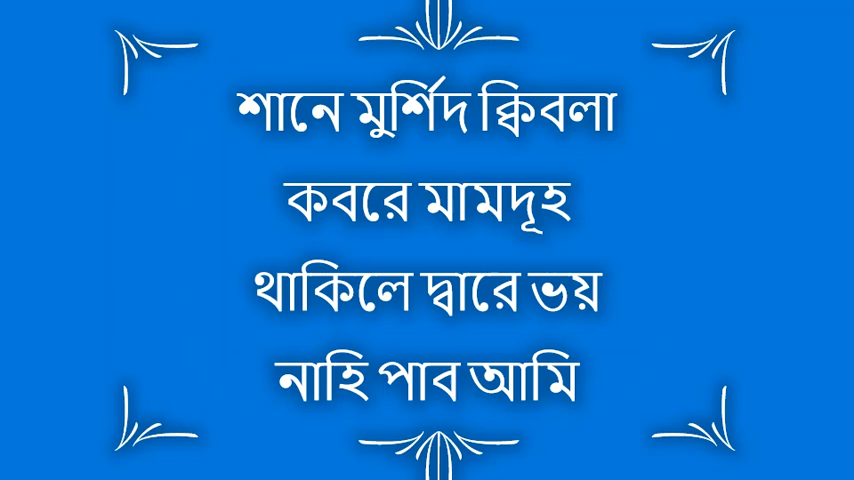 শানে মুর্শিদ ক্বিবলা
কবরে মামদূহ
থাকিলে দ্বারে ভয়
নাহি পাব আমি